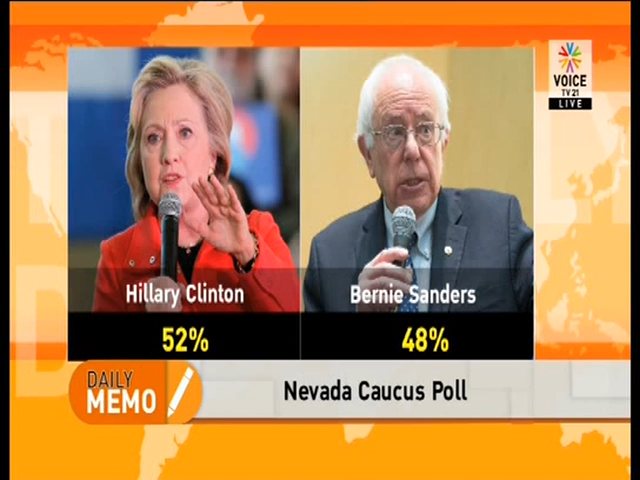 VOICE
TV 21
LIVE
Hillary Clinton
Bernie Sanders
52%
48%
DAILY
MEMO
Nevada Caucus Poll